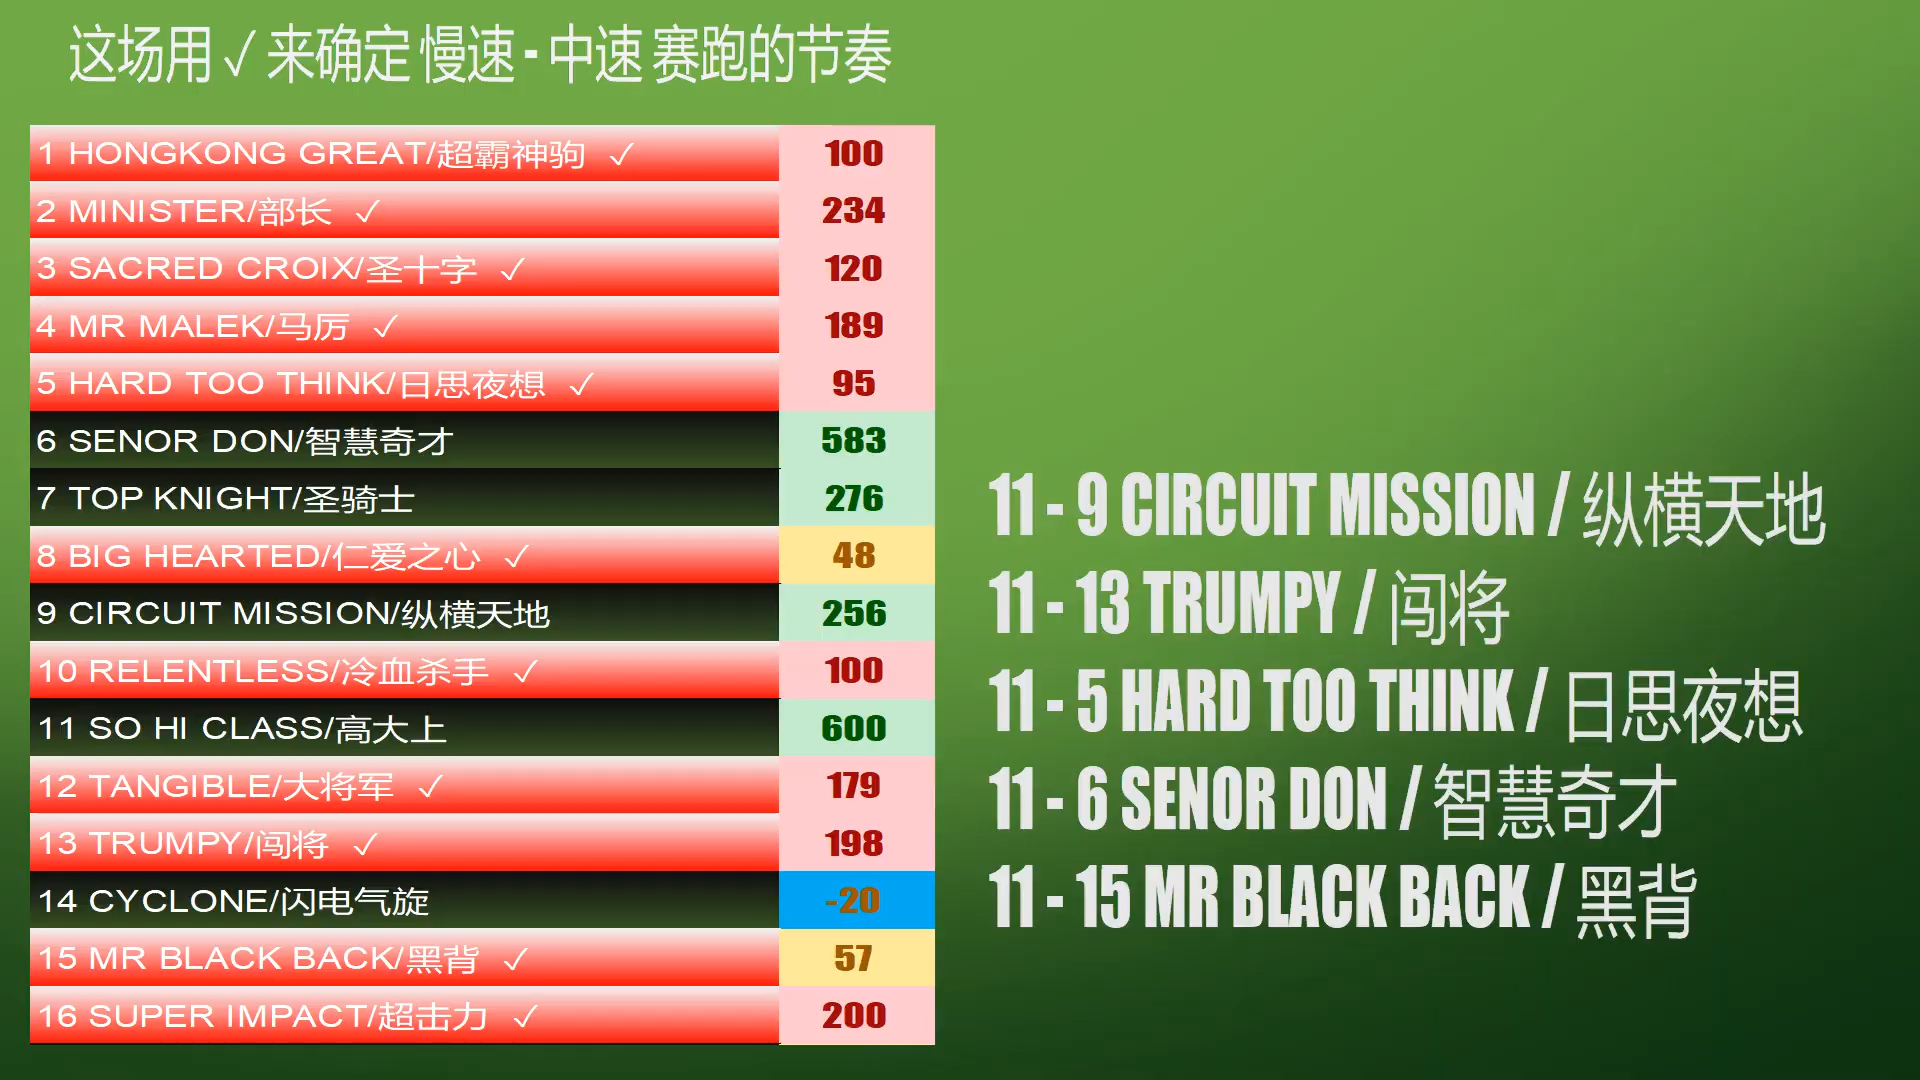 这场用 ✓ 来确定 慢速 - 中速 赛跑的节奏
1 HONGKONG GREAT/超霸神驹 ✓ 100
2 MINISTER/部长 ✓ 234
3 SACRED CROIX/圣十字 ✓ 120
4 MR MALEK/马厉 ✓ 189
5 HARD TOO THINK/日思夜想 ✓ 95
6 SENOR DON/智慧奇才 583
7 TOP KNIGHT/圣骑士 276
8 BIG HEARTED/仁爱之心 ✓ 48
9 CIRCUIT MISSION/纵横天地 256
10 RELENTLESS/冷血杀手 ✓ 100
11 SO HI CLASS/高大上 600
12 TANGIBLE/大将军 ✓ 179
13 TRUMPY/闯将 ✓ 198
14 CYCLONE/闪电气旋 -20
15 MR BLACK BACK/黑背 ✓ 57
16 SUPER IMPACT/超击力 ✓ 200
11 - 9 CIRCUIT MISSION / 纵横天地
11 - 13 TRUMPY / 闯将
11 - 5 HARD TOO THINK / 日思夜想
11 - 6 SENOR DON / 智慧奇才
11 - 15 MR BLACK BACK / 黑背